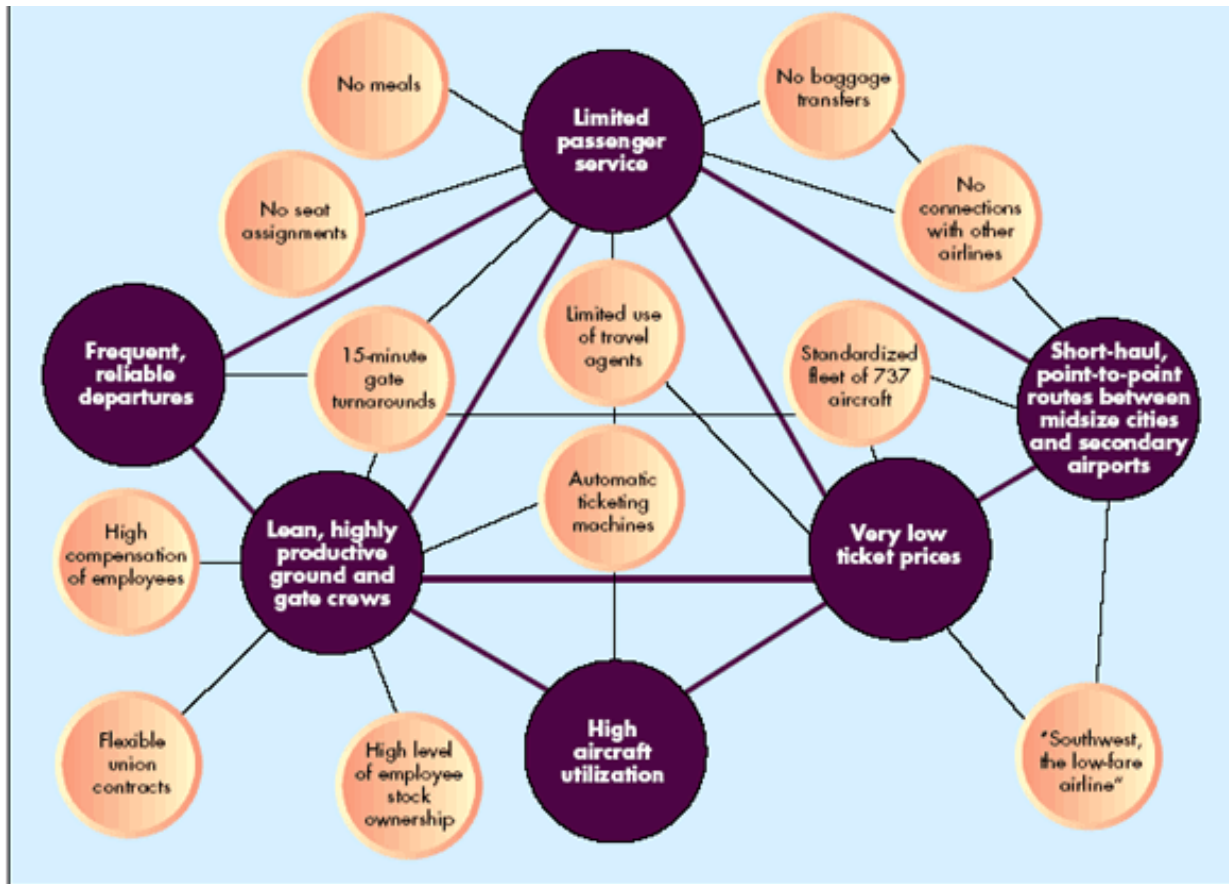 No meals
Limited
passenger
service
No baggage
transfers
No seat
assignments
No
connections
with other
airlines
Frequent,
reliable
departures
15-minute
gate
turnarounds
Limited use
of travel
agents
Standardized
fleet of 737
aircraft
Short-haul,
point-to-point
routes between
midsize cities
and secondary
airports
High
compensation
of employees
Lean, highly
productive
ground and
gate crews
Automatic
ticketing
machines
Very low
ticket prices
Flexible
union
contracts
High level
of employee
stock
ownership
High
aircraft
utilization
"Southwest,
the low-fare
airline"